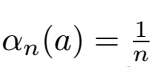 αₙ(a) = 1/n